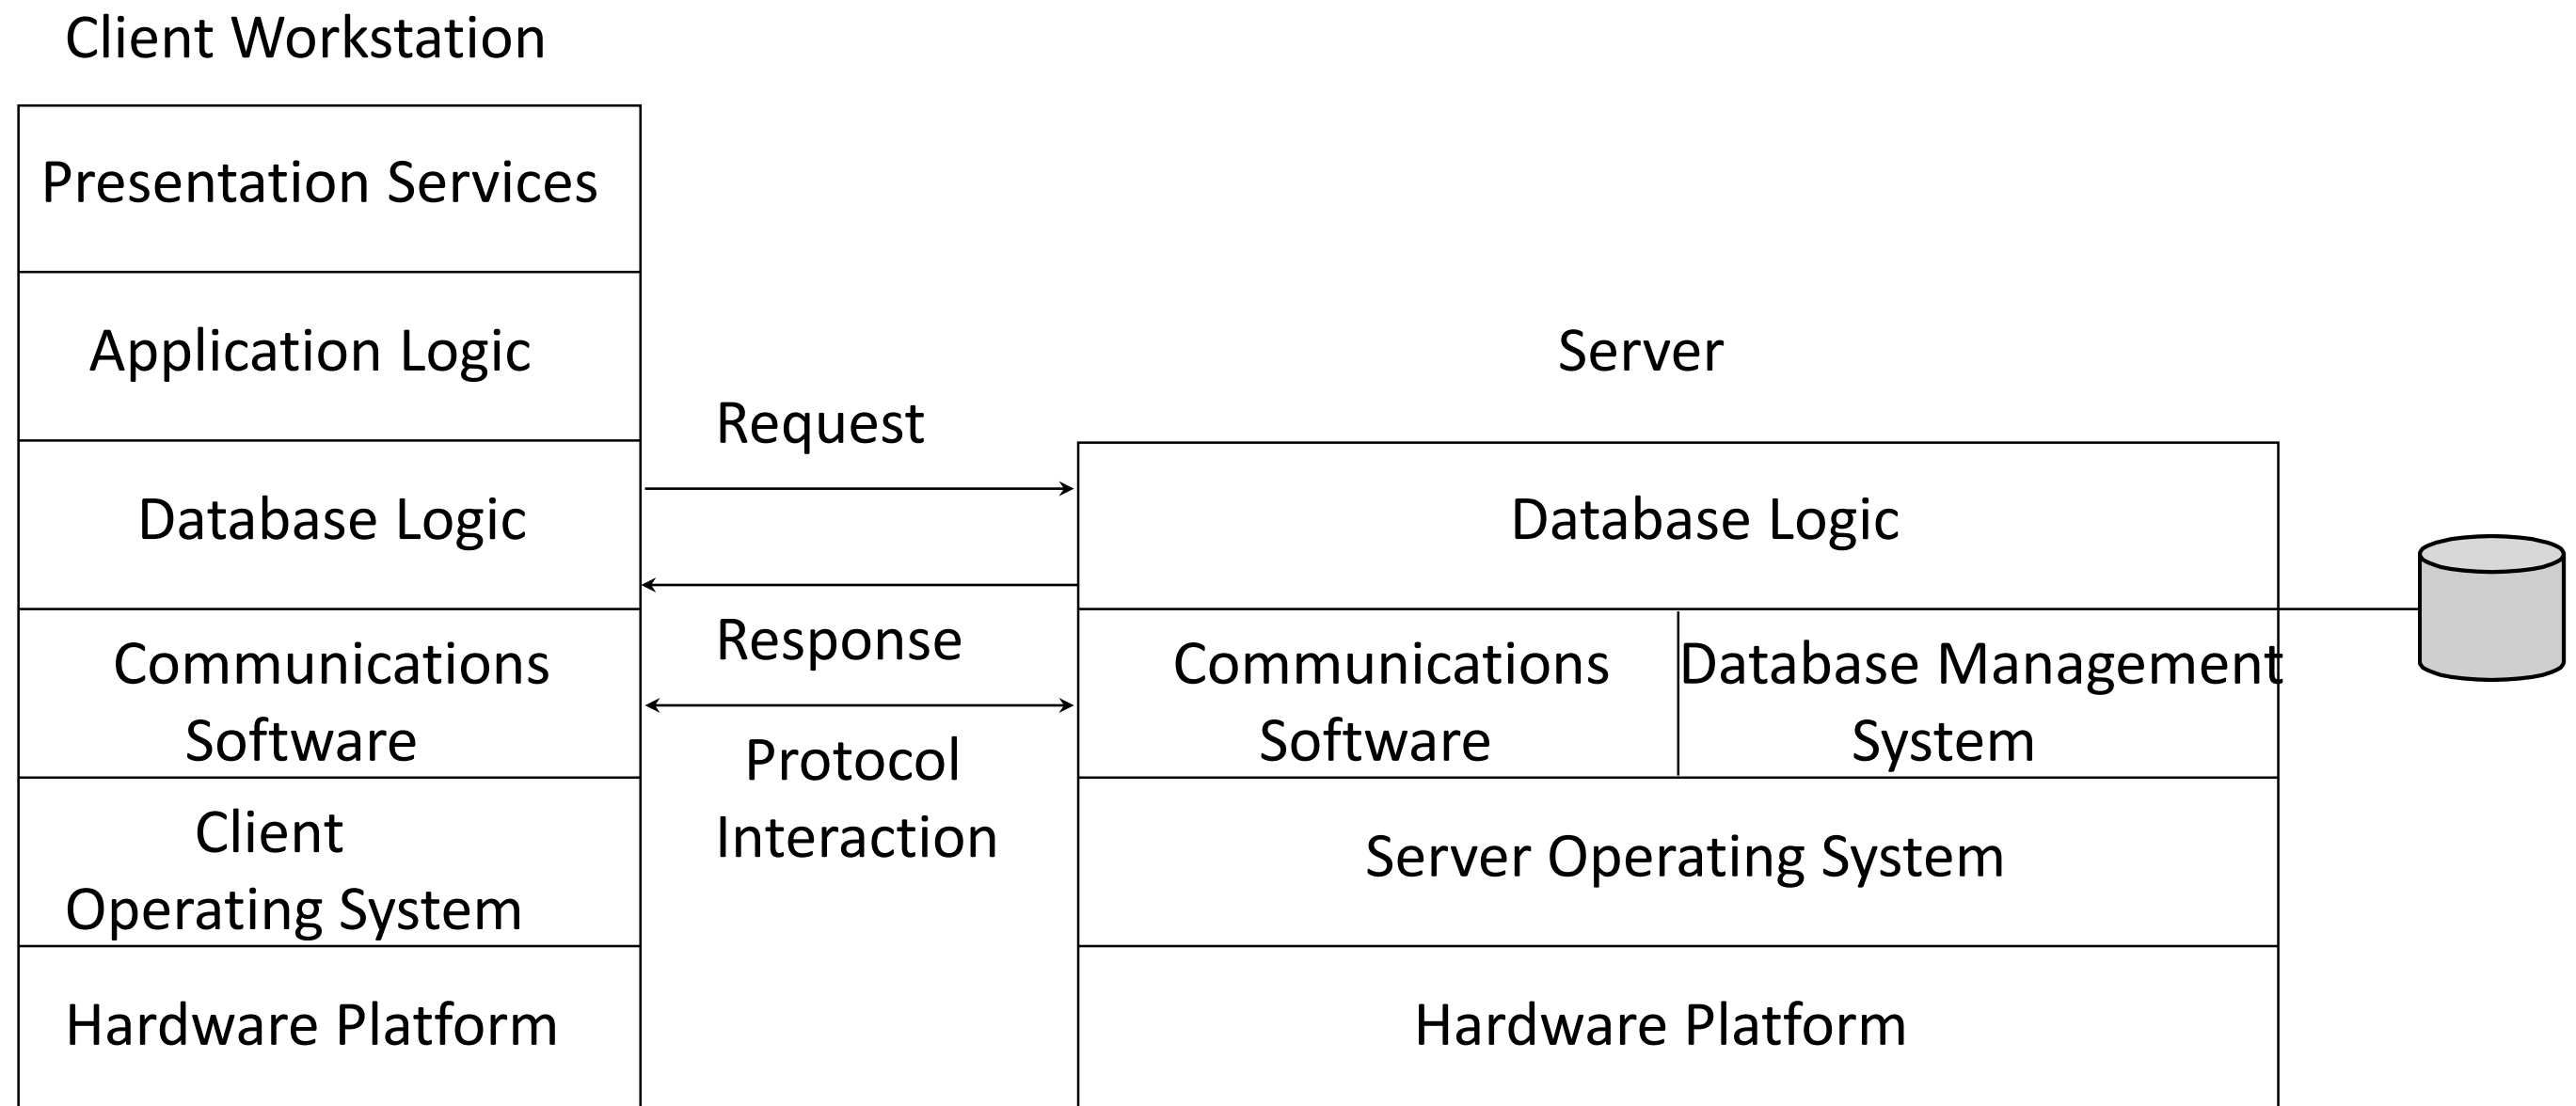 Client Workstation
Presentation Services
Application Logic
Database Logic
Communications
Software
Client
Operating System
Hardware Platform
Request
Response
Protocol
Interaction
Server
Database Logic
Communications
Software
Database Management
System
Server Operating System
Hardware Platform